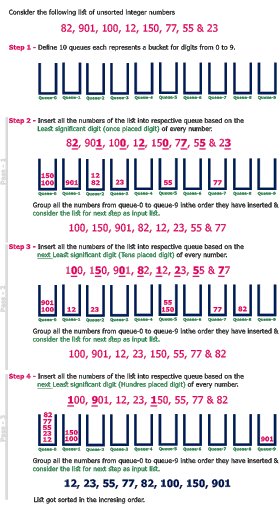 Consider the following list of unsorted integer numbers
82, 901, 100, 12, 150, 77, 55 & 23
Step 1 - Define 10 queues each represents a bucket for digits from 0 to 9.
Queue-0 Queue-1 Queue-2 Queue-3 Queue-4 Queue-5 Queue-6 Queue-7 Queue-8 Queue-9
Step 2 - Insert all the numbers of the list into respective queue based on the
Least significant digit (once placed digit) of every number.
82, 901, 100, 12, 150, 77, 55 & 23
150 82
100 901 12 23 55 77
Queue-0 Queue-1 Queue-2 Queue-3 Queue-4 Queue-5 Queue-6 Queue-7 Queue-8 Queue-9
Group all the numbers from queue-0 to queue-9 inthe order they have inserted &
consider the list for next step as input list.
100, 150, 901, 82, 12, 23, 55 & 77
Step 3 - Insert all the numbers of the list into respective queue based on the
next Least significant digit (Tens placed digit) of every number.
100, 150, 901, 82, 12, 23, 55 & 77
901 55
100 12 23 150 77 82
Queue-0 Queue-1 Queue-2 Queue-3 Queue-4 Queue-5 Queue-6 Queue-7 Queue-8 Queue-9
Group all the numbers from queue-0 to queue-9 inthe order they have inserted &
consider the list for next step as input list.
100, 901, 12, 23, 150, 55, 77 & 82
Step 4 - Insert all the numbers of the list into respective queue based on the
next Least significant digit (Hundres placed digit) of every number.
100, 901, 12, 23, 150, 55, 77 & 82
82
77
55
23 150
12 100 901
Queue-0 Queue-1 Queue-2 Queue-3 Queue-4 Queue-5 Queue-6 Queue-7 Queue-8 Queue-9
Group all the numbers from queue-0 to queue-9 inthe order they have inserted &
consider the list for next step as input list.
12, 23, 55, 77, 82, 100, 150, 901
List got sorted in the incresing order.
Pass - 1
Pass - 2
Pass - 3